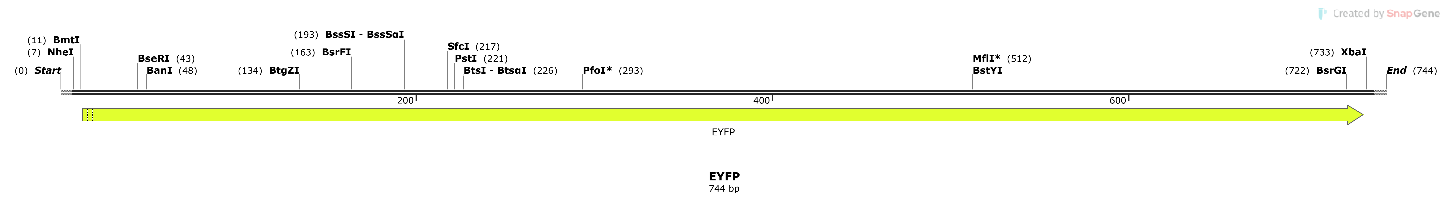 Created by SnapGene
(193) BssSI - BssSαI
(11) BmtI
SfcI (217)
(7) NheI
(163) BsrFI
(733) XbaI
BseRI (43)
PstI (221)
MflI* (512)
(0) Start
BanI (48)
(134) BtgZI
BtsI - BtsαI (226)
PfoI* (293)
BstYI
(722) BsrGI
End (744)
200
400
600
EYFP
EYFP
744 bp